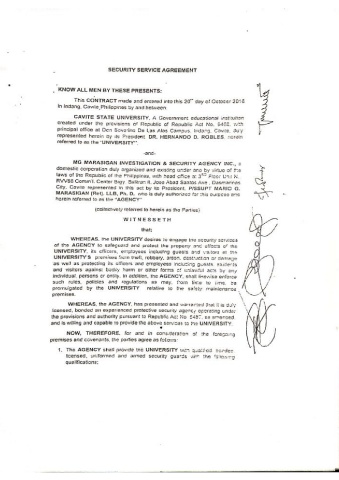 SECURITY SERVICE AGREEMENT
KNOW ALL MEN BY THESE PRESENTS:
This CONTRACT made and entered into this 20th day of October 2010
in Indang, Cavite, Philippines by and between:
CAVITE STATE UNIVERSITY, A Government educational institution
created under the provisions of Republic of Republic Act No. 8468, with
principal office at Don Severino De Las Alas Campus, Indang, Cavite, duly
represented herein by its President DR. HERNANDO D. ROBLES, herein
referred to as the "UNIVERSITY".
-and-
MG MARASIGAN INVESTIGATION & SECURITY AGENCY INC., a
domestic corporation duly organized and existing under and by virtue of the
laws of the Republic of the Philippines, with head office at 3rd Floor Unit
Center Bldg. Salitran II, Jose Abad Santos Ave., Dasmarinas
City, Cavite represented in this act by its President, P/SSUPT MARIO G.
MARASIGAN (Ret), LLB, Ph. D, who is duly authorized for this purpose and
herein referred to as the "AGENCY"
(collectively referred to herein as the Parties)
WITNESSETH
that:
WHEREAS, the UNIVERSITY desires to engage the security services
of the AGENCY to safeguard and protect the property and officers of the
UNIVERSITY, its officers, employees including guests and visitors at the
UNIVERSITY'S premises from theft, robbery, arson, destruction or damage
as well as protecting its officers and employees including guests, students
and visitors against bodily harm or other forms of unlawful acts by any
individual, persons or entity. In addition, the AGENCY, shall likewise enforce
such rules, policies and regulations as may, from time to time, be
promulgated by the UNIVERSITY relative to the safety maintenance
premises.
WHEREAS, the AGENCY, has presented and warranted that it is duly
licensed, bonded an experienced protective security agency operating under
the provisions and authority pursuant to Republic Act No. 5487, as amended,
and is willing and capable to provide the above services to the UNIVERSITY.
NOW, THEREFORE, for and in consideration of the foregoing
premises and covenants, the parties agree as follows:
1. The AGENCY shall provide the UNIVERSITY with qualified, bonded,
licensed, uniformed and armed security guards with the following
qualifications: